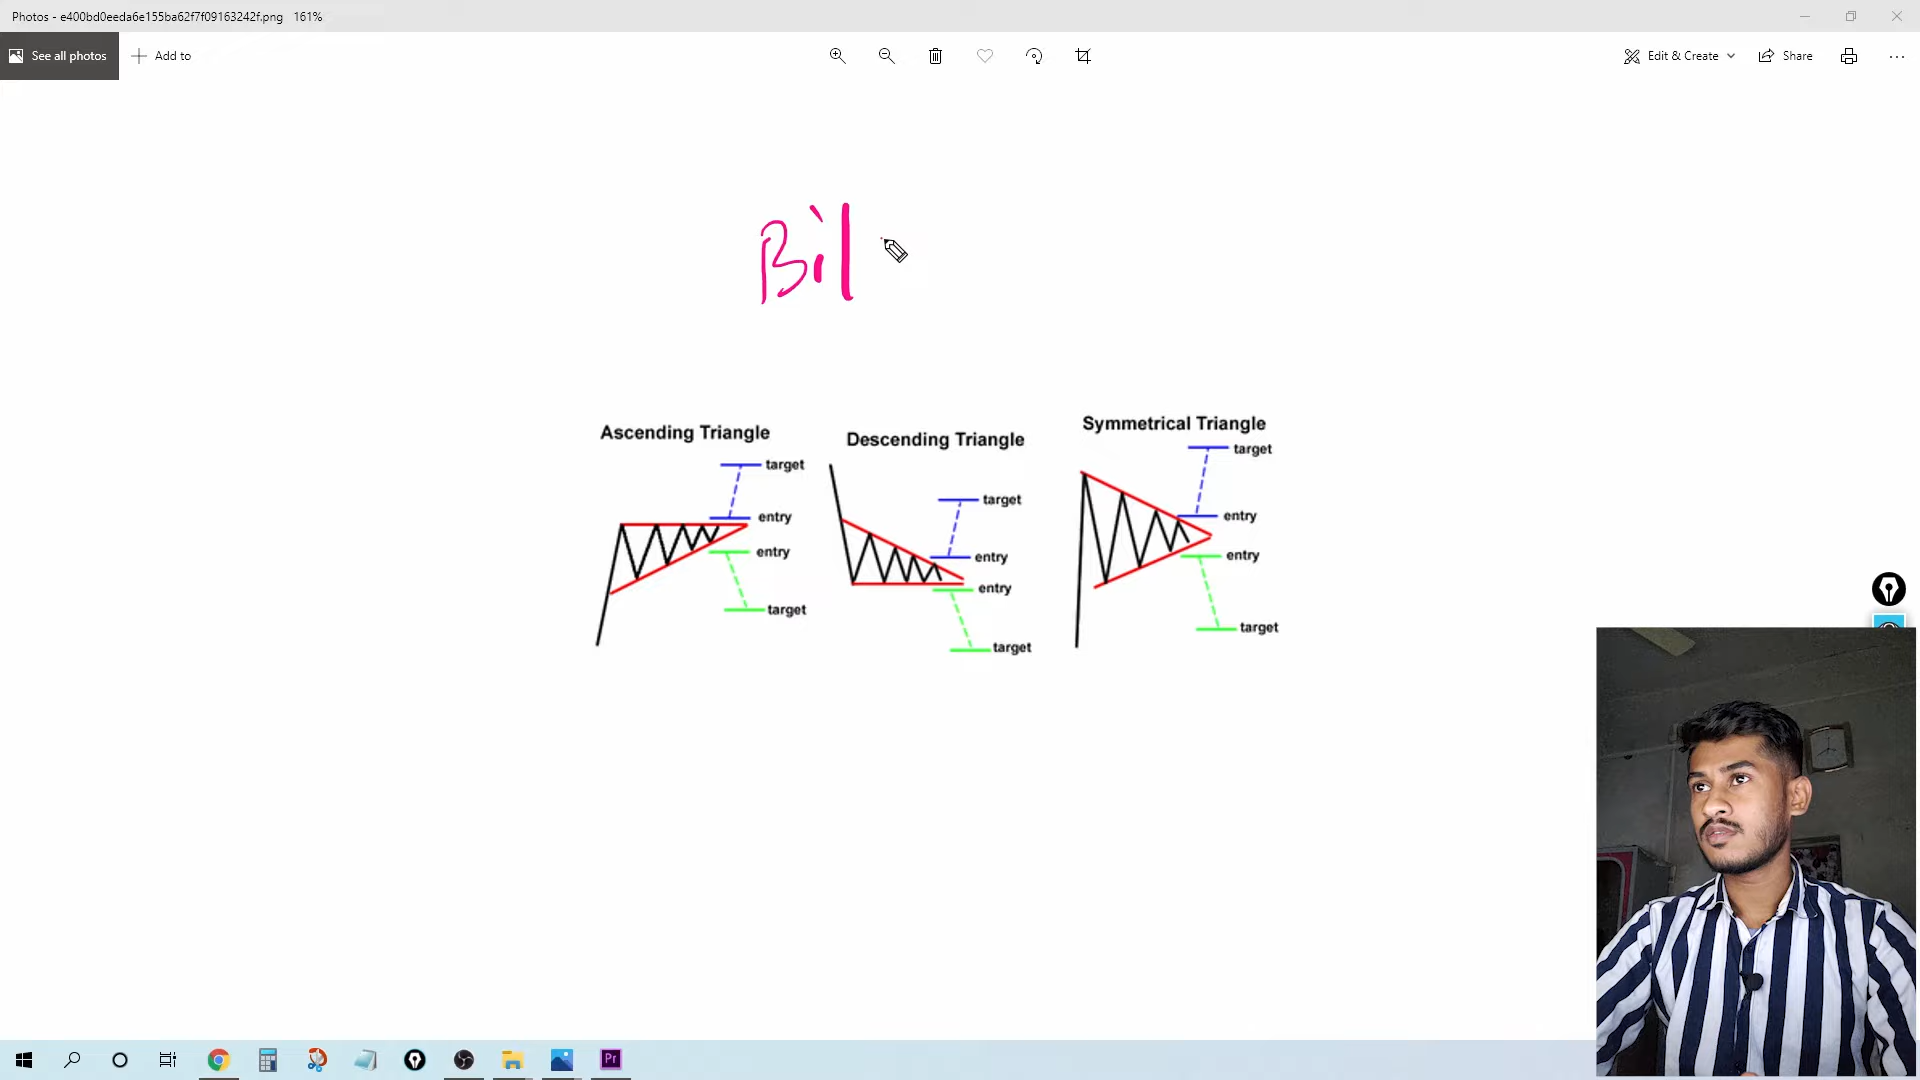 Photos - e400bd0eeda6e155ba62f7f09163242f.png 161%
See all photos
Add to
Edit & Create
Share
Bil
Ascending Triangle
target
entry
entry
target
Descending Triangle
target
entry
entry
target
Symmetrical Triangle
target
entry
entry
target
Pr